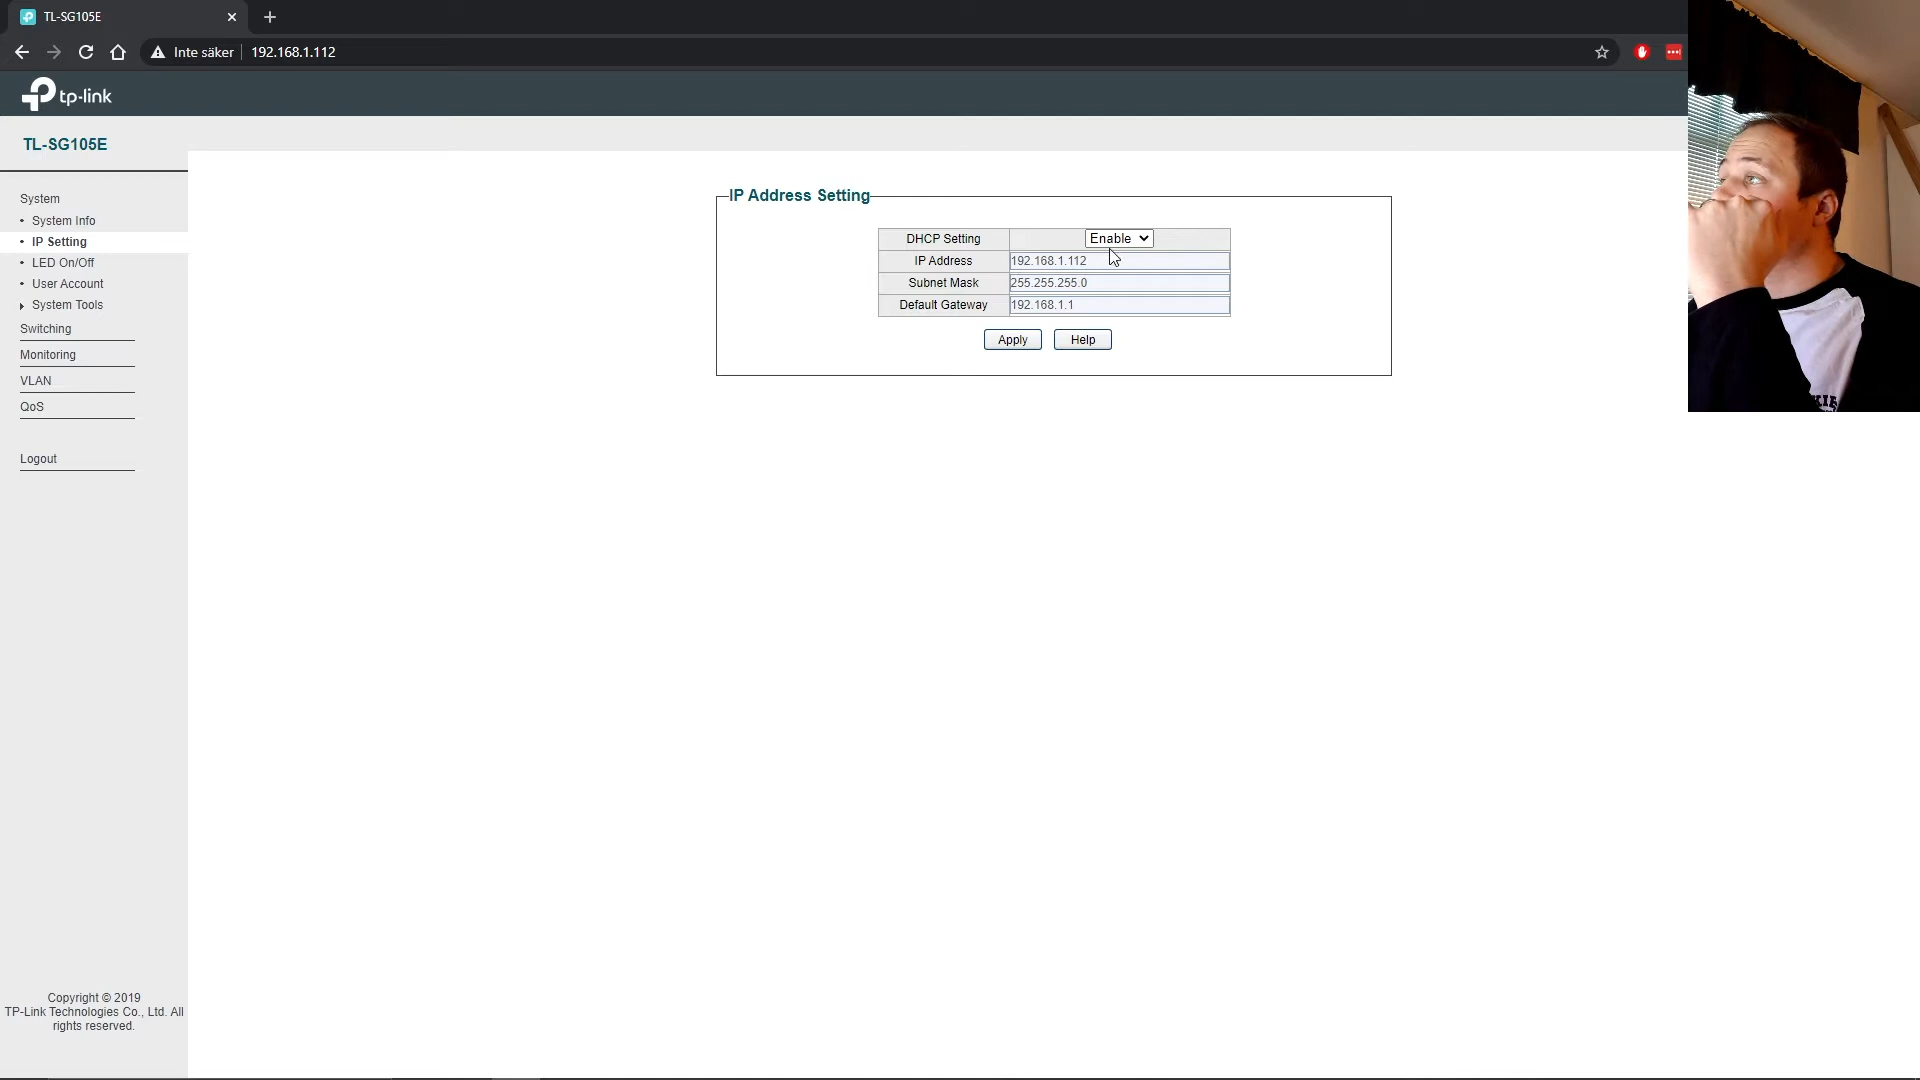 TL-SG105E
Inte säker
192.168.1.112
tp-link
TL-SG105E
System
• System Info
• IP Setting
• LED On/Off
• User Account
System Tools
Switching
Monitoring
VLAN
QoS
Logout
IP Address Setting
DHCP Setting Enable
IP Address 192.168.1.112
Subnet Mask 255.255.255.0
Default Gateway 192.168.1.1
Apply Help
Copyright © 2019
TP-Link Technologies Co., Ltd. All
rights reserved.